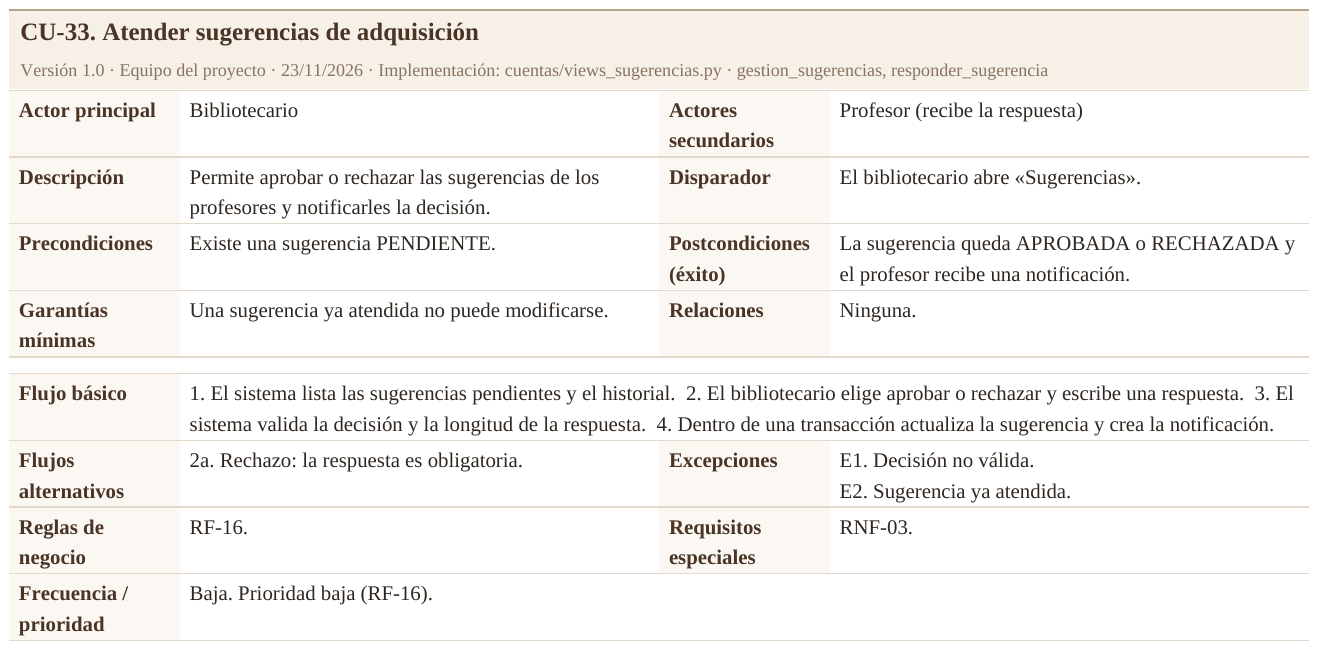 CU-33. Atender sugerencias de adquisición
Versión 1.0 · Equipo del proyecto · 23/11/2026 · Implementación: cuentas/views_sugerencias.py · gestion_sugerencias, responder_sugerencia
Actor principal
Bibliotecario
Actores
secundarios
Profesor (recibe la respuesta)
Descripción
Permite aprobar o rechazar las sugerencias de los
profesores y notificarles la decisión.
Disparador
El bibliotecario abre «Sugerencias».
Precondiciones
Existe una sugerencia PENDIENTE.
Postcondiciones
(éxito)
La sugerencia queda APROBADA o RECHAZADA y
el profesor recibe una notificación.
Garantías
mínimas
Una sugerencia ya atendida no puede modificarse.
Relaciones
Ninguna.
Flujo básico
1. El sistema lista las sugerencias pendientes y el historial. 2. El bibliotecario elige aprobar o rechazar y escribe una respuesta. 3. El
sistema valida la decisión y la longitud de la respuesta. 4. Dentro de una transacción actualiza la sugerencia y crea la notificación.
Flujos
alternativos
2a. Rechazo: la respuesta es obligatoria.
Excepciones
E1. Decisión no válida.
E2. Sugerencia ya atendida.
Reglas de
negocio
RF-16.
Requisitos
especiales
RNF-03.
Frecuencia /
prioridad
Baja. Prioridad baja (RF-16).